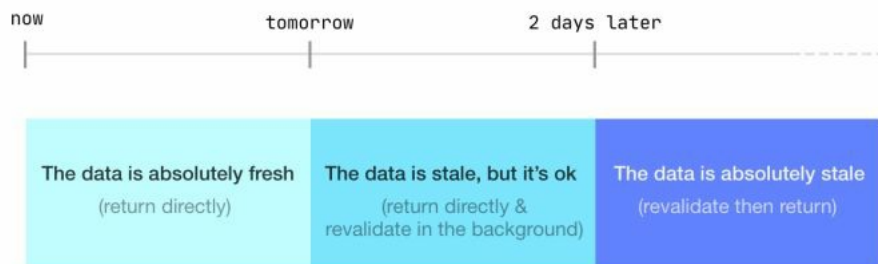 now
tomorrow
2 days later
The data is absolutely fresh
(return directly)
The data is stale, but it's ok
(return directly &
revalidate in the background)
The data is absolutely stale
(revalidate then return)